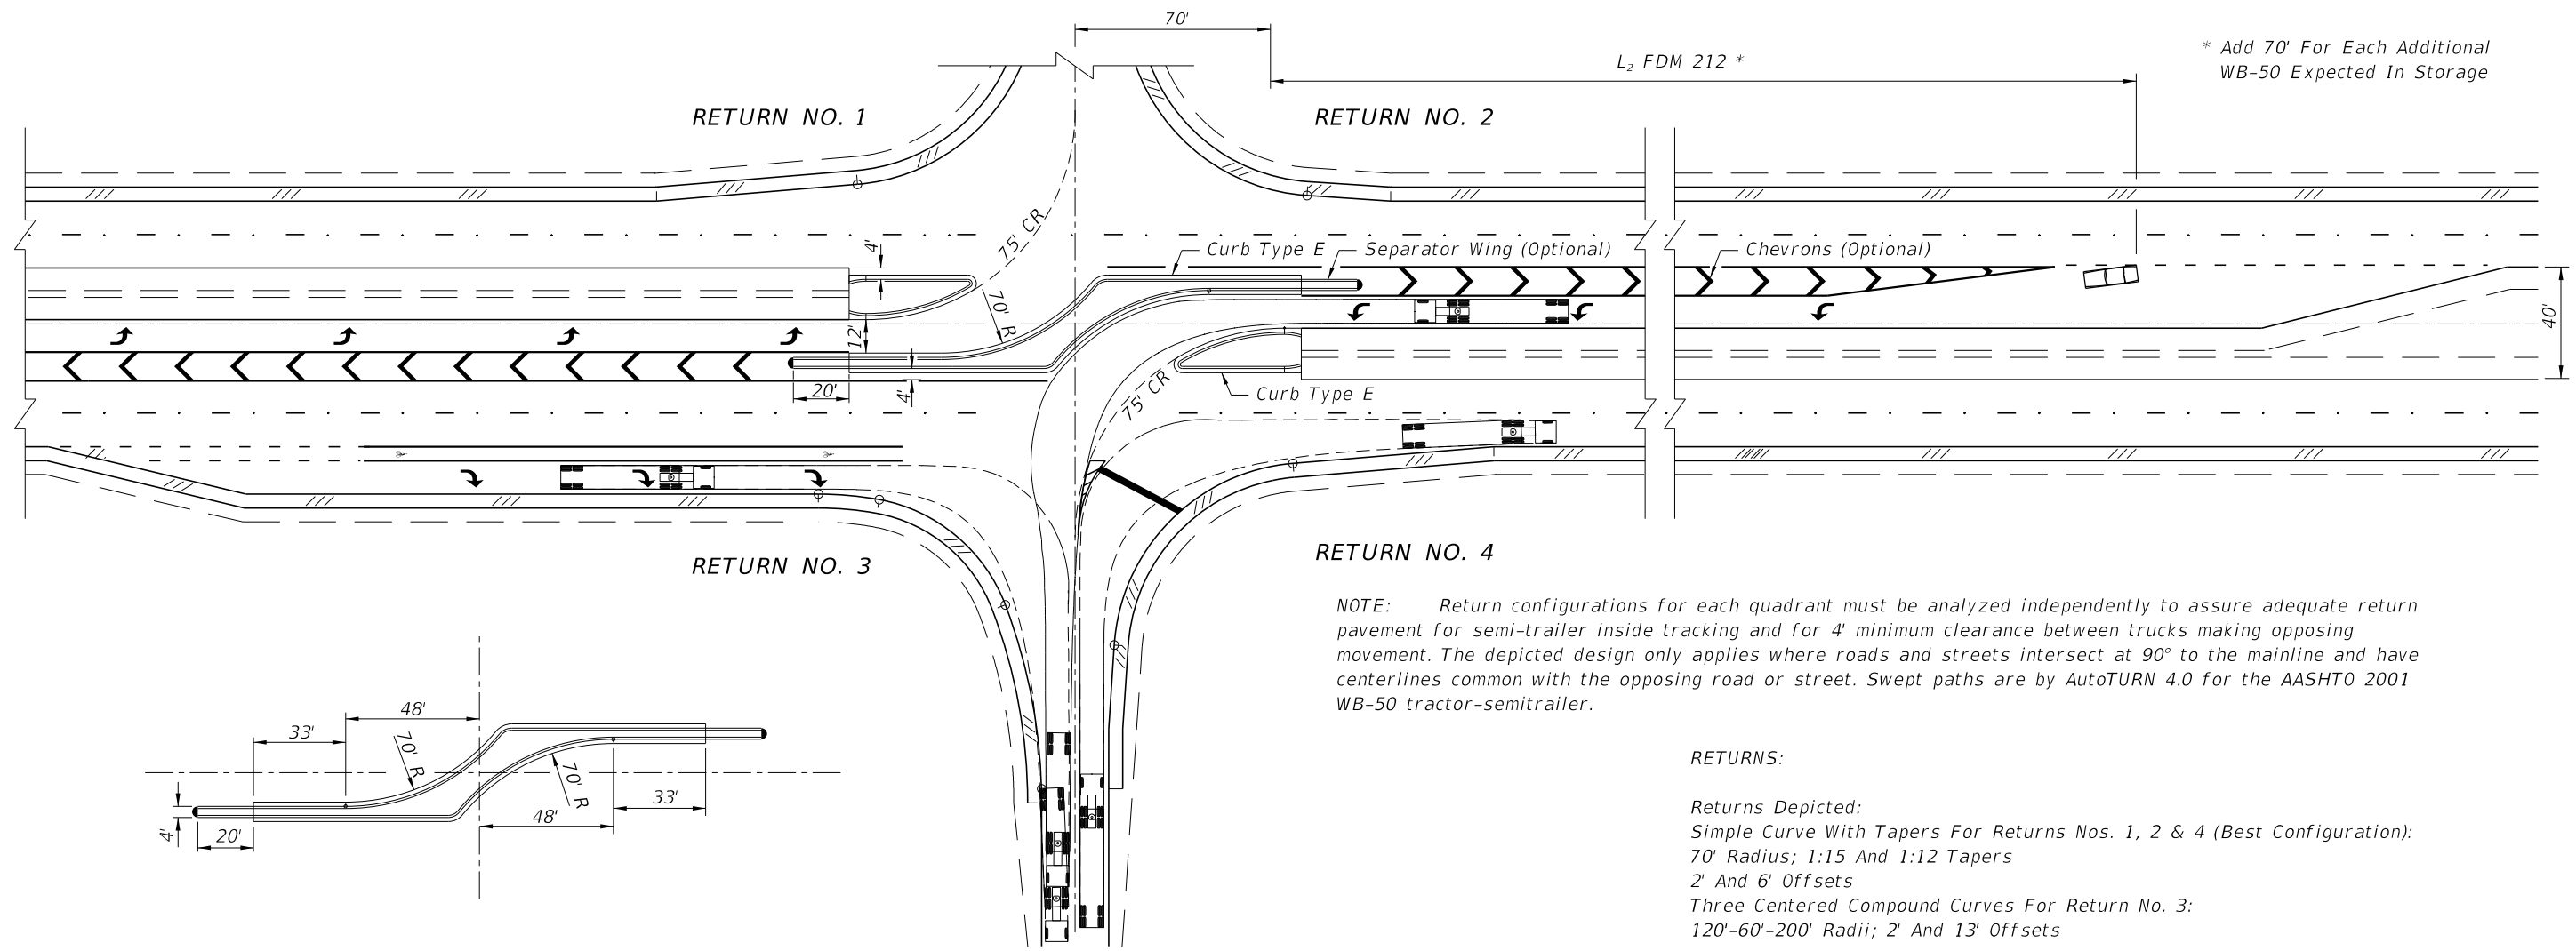 70'
L2 FDM 212 *
* Add 70' For Each Additional
WB-50 Expected In Storage
RETURN NO. 1
RETURN NO. 2
75' CR
4'
Curb Type E
Separator Wing (Optional)
Chevrons (Optional)
70' R
12'
40'
20'
4'
75' CR
Curb Type E
RETURN NO. 3
RETURN NO. 4
NOTE: Return configurations for each quadrant must be analyzed independently to assure adequate return
pavement for semi-trailer inside tracking and for 4' minimum clearance between trucks making opposing
movement. The depicted design only applies where roads and streets intersect at 90° to the mainline and have
centerlines common with the opposing road or street. Swept paths are by AutoTURN 4.0 for the AASHTO 2001
WB-50 tractor-semitrailer.
48'
33'
70' R
70' R
33'
48'
4'
20'
RETURNS:
Returns Depicted:
Simple Curve With Tapers For Returns Nos. 1, 2 & 4 (Best Configuration):
70' Radius; 1:15 And 1:12 Tapers
2' And 6' Offsets
Three Centered Compound Curves For Return No. 3:
120'-60'-200' Radii; 2' And 13' Offsets